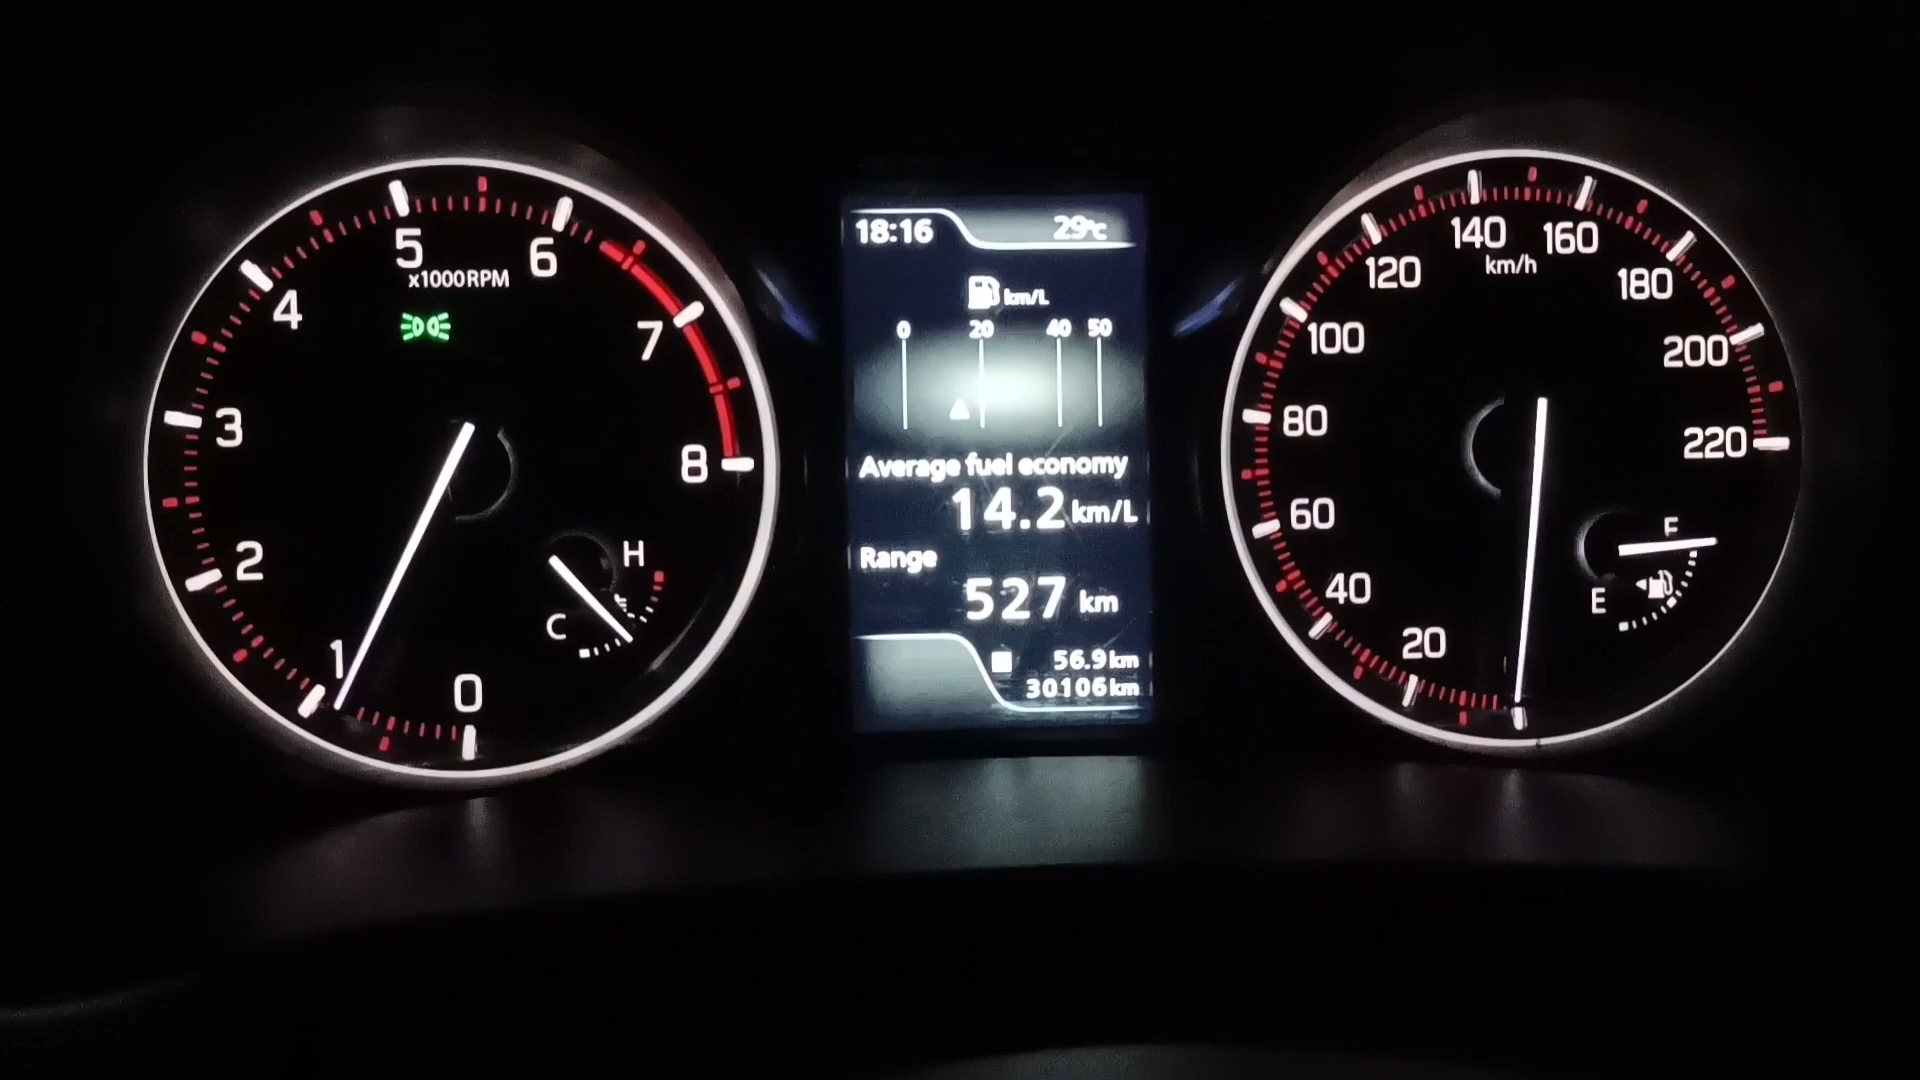 5
6
x1000RPM
4
7
3
8
2
H
C
1
0
18:16 29°C
km/L
0 20 40 50
Average fuel economy
14.2 km/L
Range
527 km
56.9 km
30106 km
140 160
km/h
120
180
100
200
80
220
60
F
40
E
20